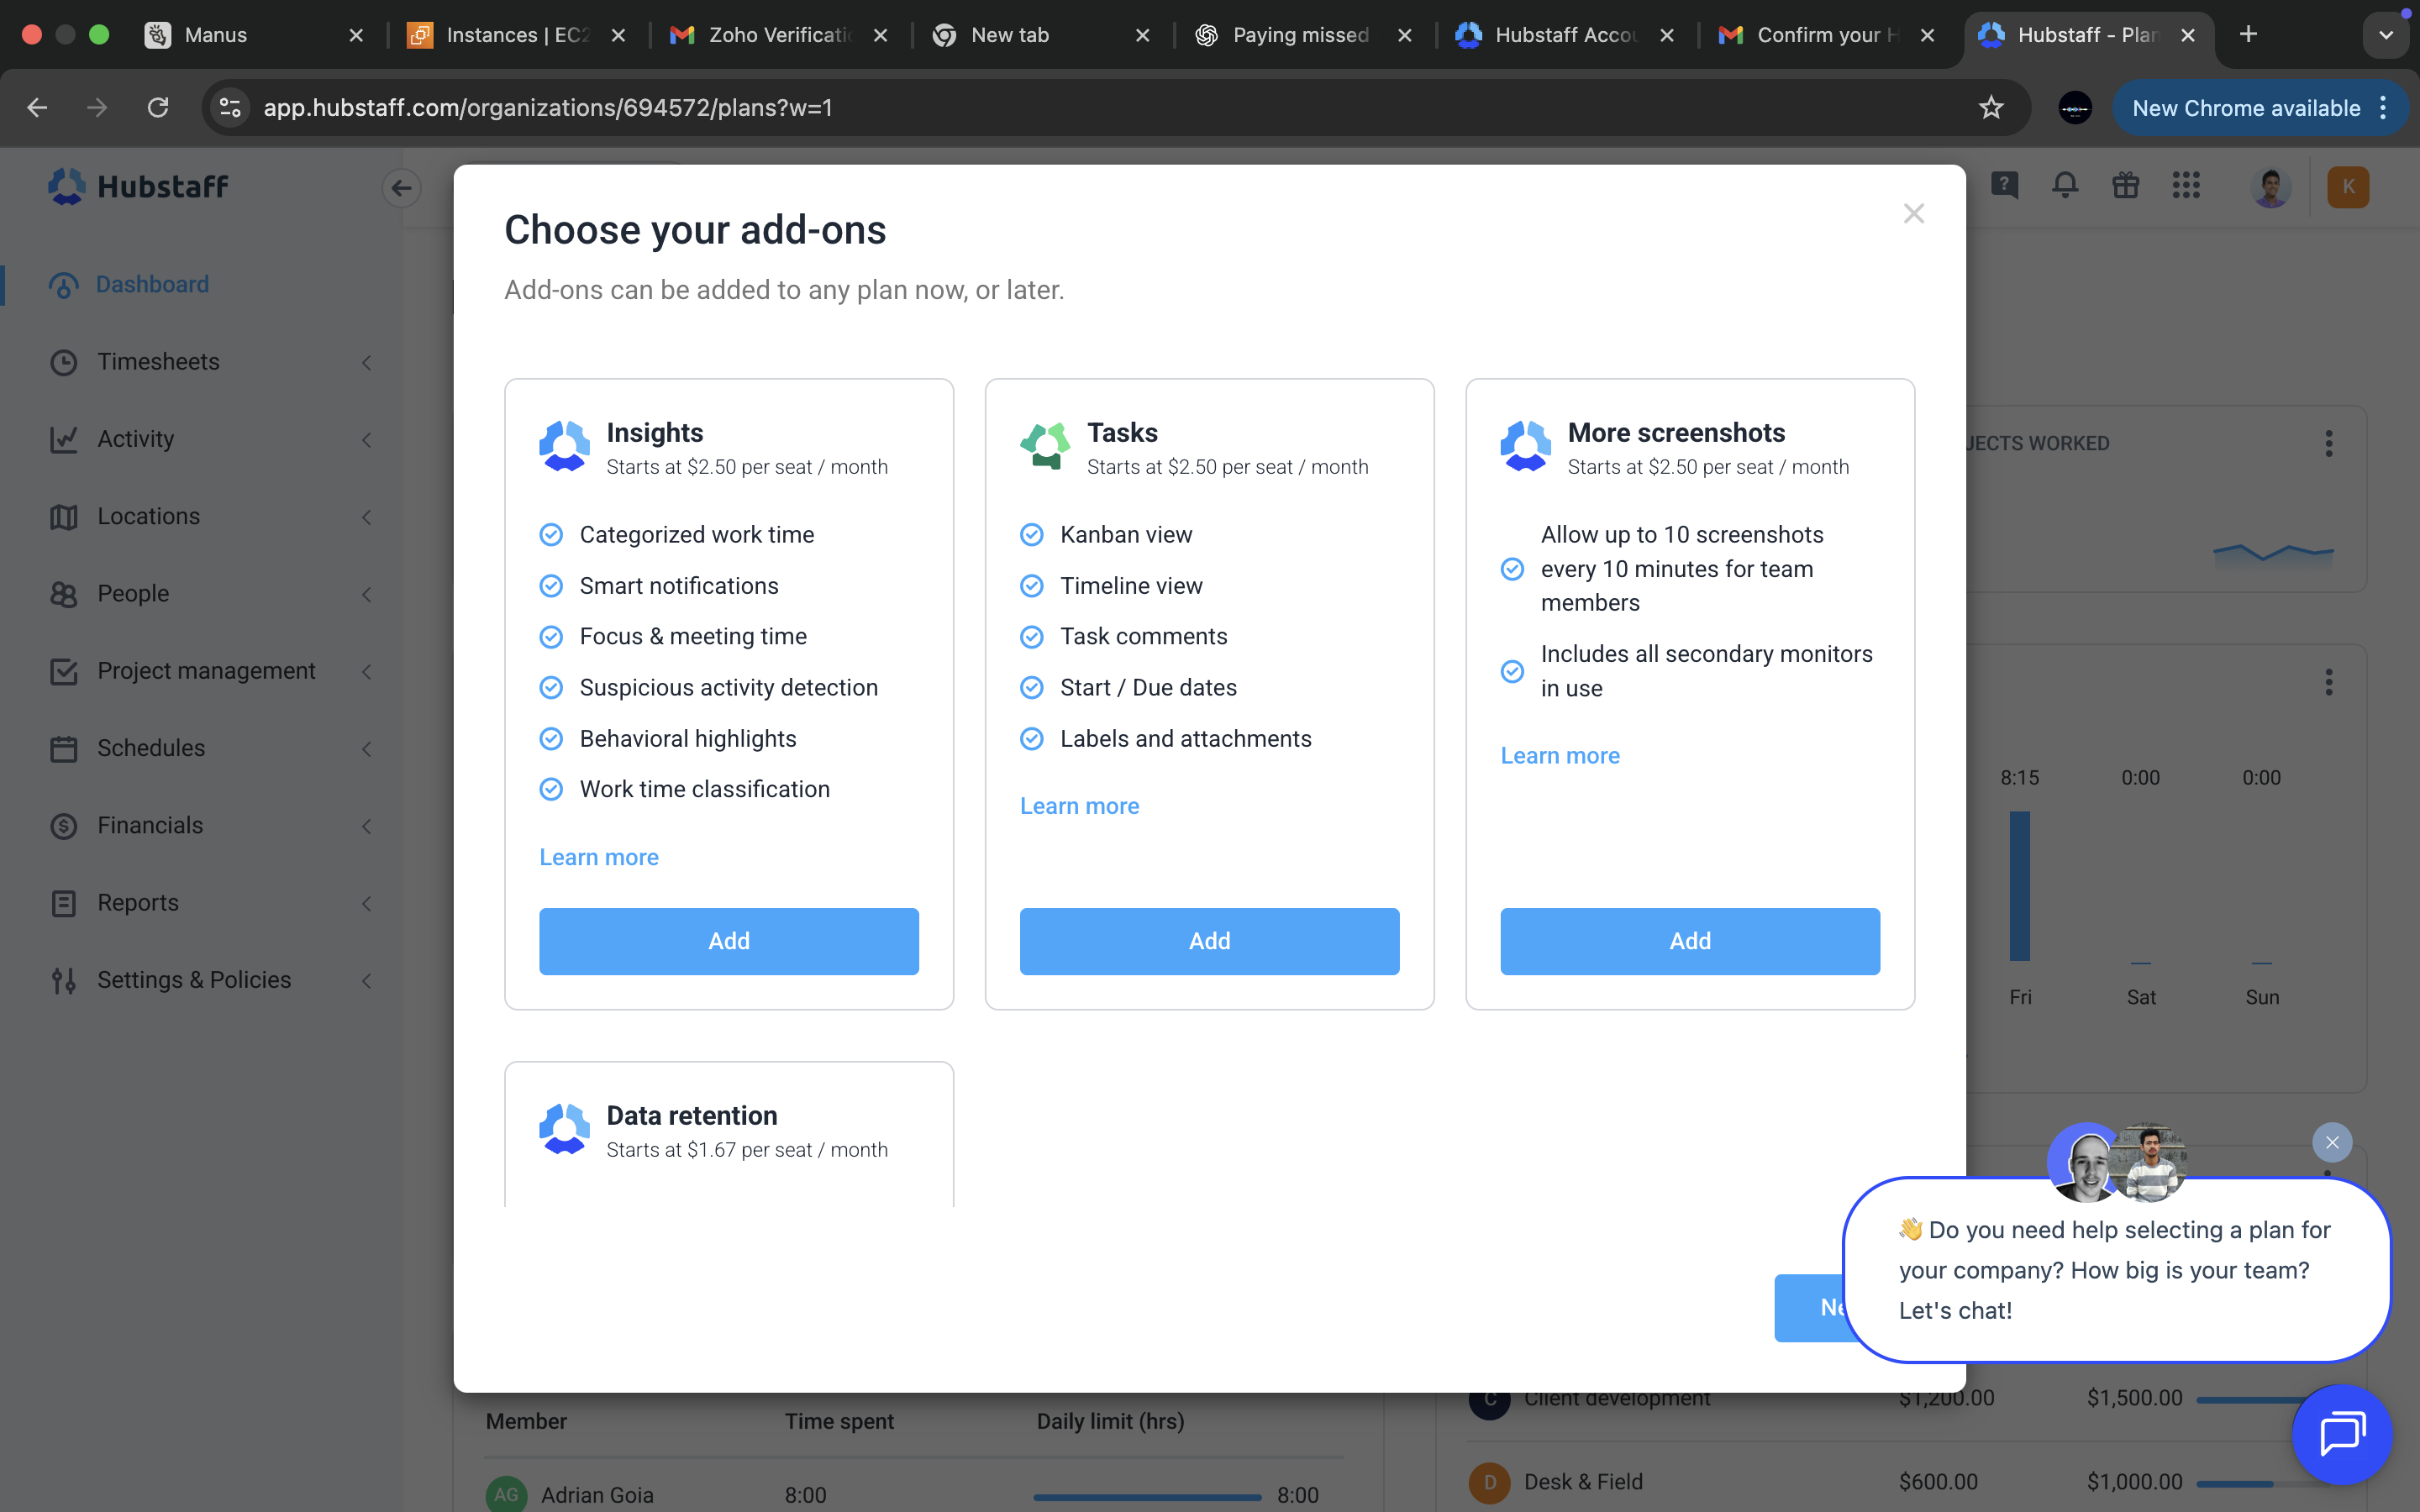 Manus
Instances | EC2
Zoho Verificati
New tab
Paying missed
Hubstaff Accou
Confirm your H
Hubstaff - Plan
app.hubstaff.com/organizations/694572/plans?w=1
New Chrome available
Hubstaff
K
Dashboard
Timesheets
Activity
Locations
People
Project management
Schedules
Financials
Reports
Settings & Policies
Choose your add-ons
Add-ons can be added to any plan now, or later.
Insights
Starts at $2.50 per seat / month
Categorized work time
Smart notifications
Focus & meeting time
Suspicious activity detection
Behavioral highlights
Work time classification
Learn more
Add
Tasks
Starts at $2.50 per seat / month
Kanban view
Timeline view
Task comments
Start / Due dates
Labels and attachments
Learn more
Add
More screenshots
Starts at $2.50 per seat / month
Allow up to 10 screenshots
every 10 minutes for team
members
Includes all secondary monitors
in use
Learn more
Add
Data retention
Starts at $1.67 per seat / month
JECTS WORKED
8:15 0:00 0:00
Fri Sat Sun
👋 Do you need help selecting a plan for
your company? How big is your team?
Let's chat!
Ne
Member Time spent Daily limit (hrs)
AG Adrian Goia 8:00 8:00
C Client development $1,200.00 $1,500.00
D Desk & Field $600.00 $1,000.00